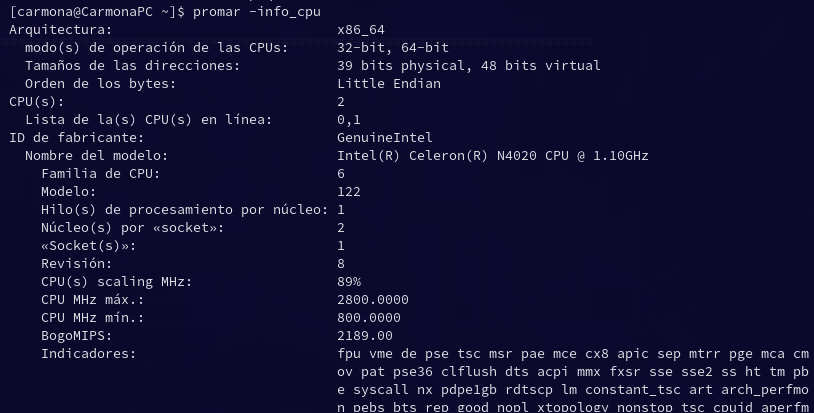 [carmona@CarmonaPC ~]$ promar -info_cpu
Arquitectura: x86_64
modo(s) de operación de las CPUs: 32-bit, 64-bit
Tamaños de las direcciones: 39 bits physical, 48 bits virtual
Orden de los bytes: Little Endian
CPU(s): 2
Lista de la(s) CPU(s) en línea: 0,1
ID de fabricante: GenuineIntel
Nombre del modelo: Intel(R) Celeron(R) N4020 CPU @ 1.10GHz
Familia de CPU: 6
Modelo: 122
Hilo(s) de procesamiento por núcleo: 1
Núcleo(s) por «socket»: 2
«Socket(s)»: 1
Revisión: 8
CPU(s) scaling MHz: 89%
CPU MHz máx.: 2800.0000
CPU MHz mín.: 800.0000
BogoMIPS: 2189.00
Indicadores: fpu vme de pse tsc msr pae mce cx8 apic sep mtrr pge mca cm
ov pat pse36 clflush dts acpi mmx fxsr sse sse2 ss ht tm pb
e syscall nx pdpe1gb rdtscp lm constant_tsc art arch_perfmo
n pebs bts rep_good nopl xtopology nonstop_tsc cpuid aperfm